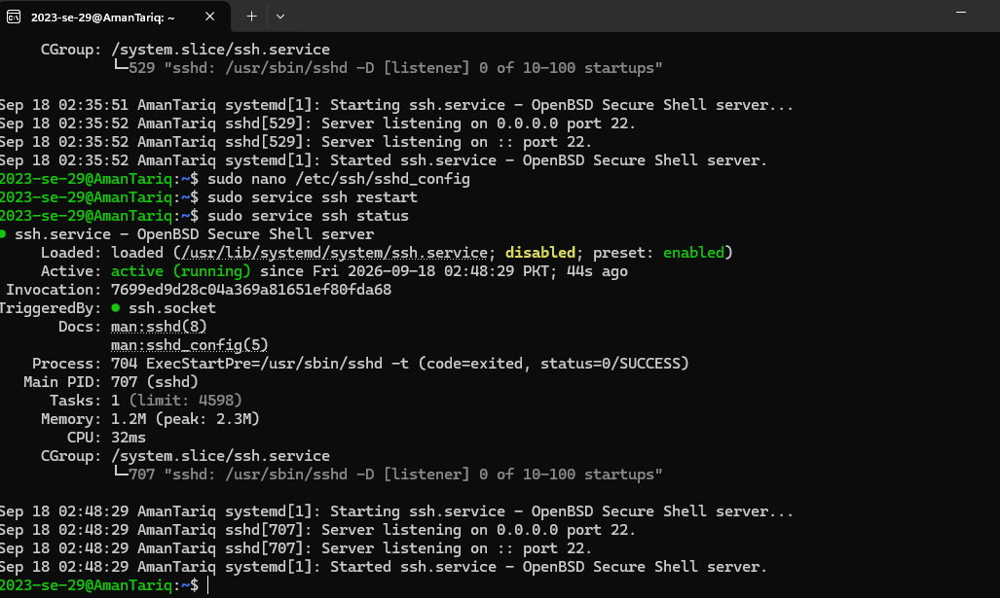 2023-se-29@AmanTariq: ~
CGroup: /system.slice/ssh.service
└─529 "sshd: /usr/sbin/sshd -D [listener] 0 of 10-100 startups"
Sep 18 02:35:51 AmanTariq systemd[1]: Starting ssh.service - OpenBSD Secure Shell server...
Sep 18 02:35:52 AmanTariq sshd[529]: Server listening on 0.0.0.0 port 22.
Sep 18 02:35:52 AmanTariq sshd[529]: Server listening on :: port 22.
Sep 18 02:35:52 AmanTariq systemd[1]: Started ssh.service - OpenBSD Secure Shell server.
2023-se-29@AmanTariq:~$ sudo nano /etc/ssh/sshd_config
2023-se-29@AmanTariq:~$ sudo service ssh restart
2023-se-29@AmanTariq:~$ sudo service ssh status
● ssh.service - OpenBSD Secure Shell server
Loaded: loaded (/usr/lib/systemd/system/ssh.service; disabled; preset: enabled)
Active: active (running) since Fri 2026-09-18 02:48:29 PKT; 44s ago
Invocation: 7699ed9d28c04a369a81651ef80fda68
TriggeredBy: ● ssh.socket
Docs: man:sshd(8)
man:sshd_config(5)
Process: 704 ExecStartPre=/usr/sbin/sshd -t (code=exited, status=0/SUCCESS)
Main PID: 707 (sshd)
Tasks: 1 (limit: 4598)
Memory: 1.2M (peak: 2.3M)
CPU: 32ms
CGroup: /system.slice/ssh.service
└─707 "sshd: /usr/sbin/sshd -D [listener] 0 of 10-100 startups"
Sep 18 02:48:29 AmanTariq systemd[1]: Starting ssh.service - OpenBSD Secure Shell server...
Sep 18 02:48:29 AmanTariq sshd[707]: Server listening on 0.0.0.0 port 22.
Sep 18 02:48:29 AmanTariq sshd[707]: Server listening on :: port 22.
Sep 18 02:48:29 AmanTariq systemd[1]: Started ssh.service - OpenBSD Secure Shell server.
2023-se-29@AmanTariq:~$